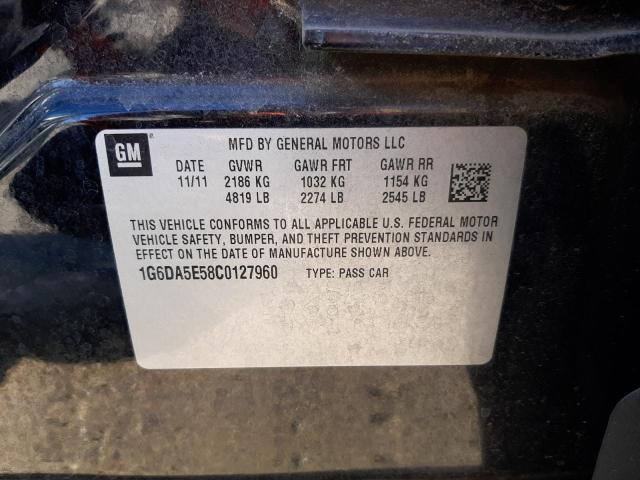 GM
MFD BY GENERAL MOTORS LLC
DATE GVWR GAWR FRT GAWR RR
11/11 2186 KG 1032 KG 1154 KG
4819 LB 2274 LB 2545 LB
THIS VEHICLE CONFORMS TO ALL APPLICABLE U.S. FEDERAL MOTOR
VEHICLE SAFETY, BUMPER, AND THEFT PREVENTION STANDARDS IN
EFFECT ON THE DATE OF MANUFACTURE SHOWN ABOVE.
1G6DA5E58C0127960 TYPE: PASS CAR